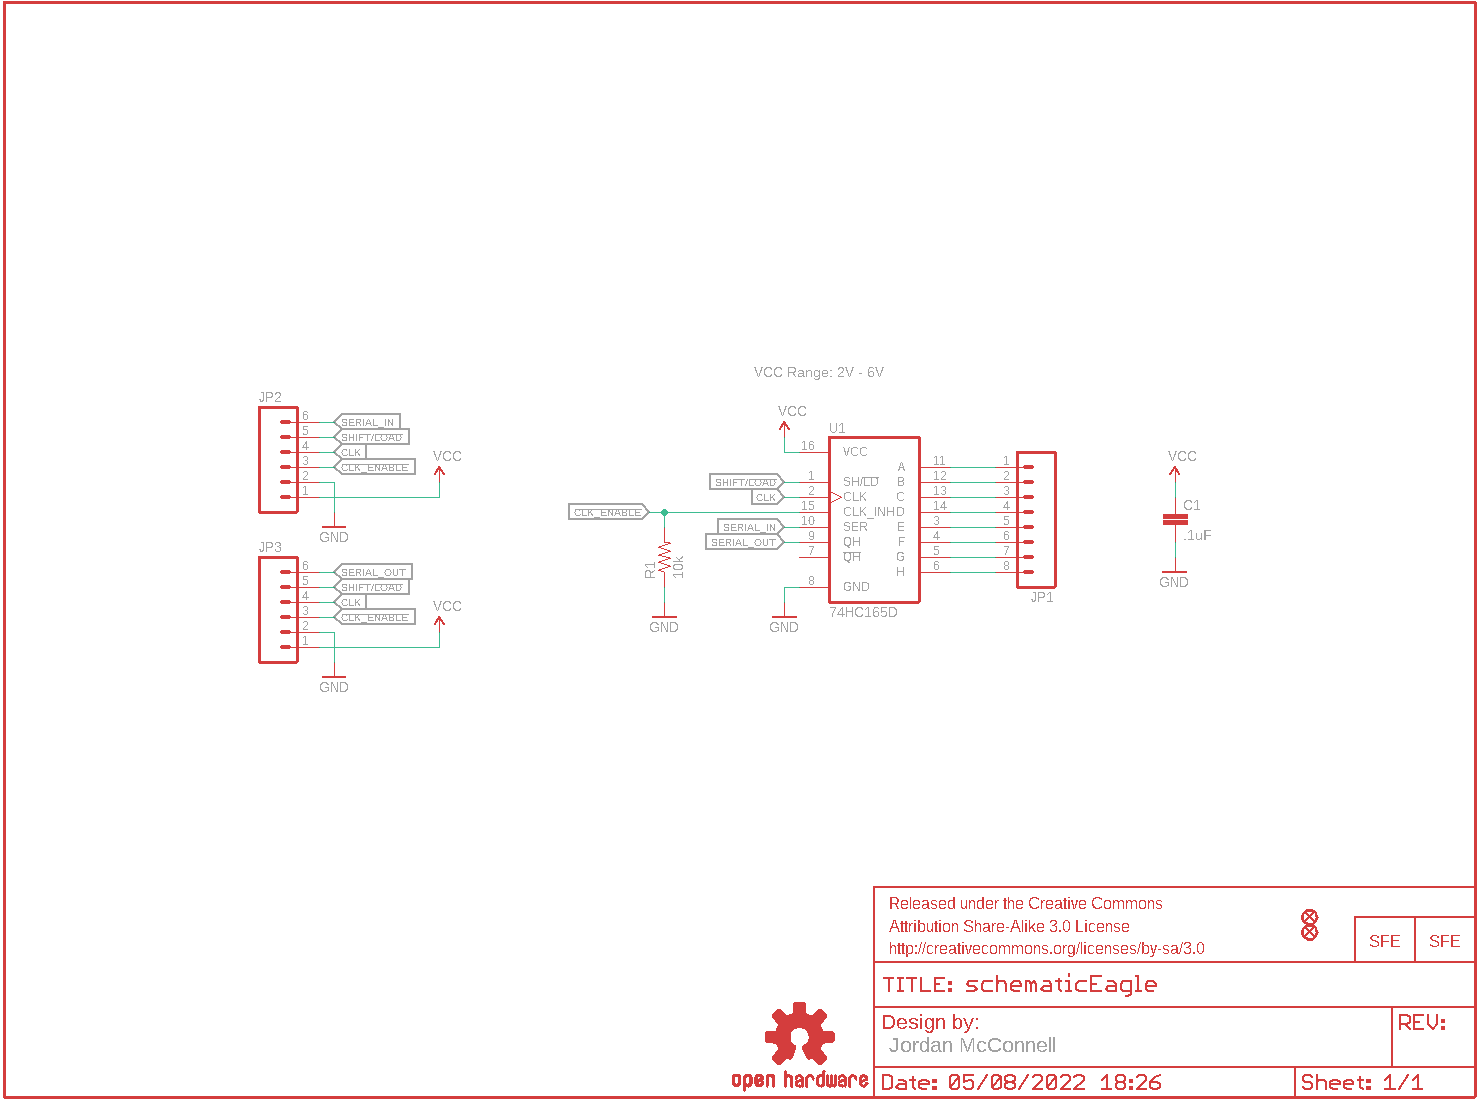 VCC Range: 2V - 6V
JP2
6 SERIAL_IN
5 SHIFT/LOAD
4 CLK
3 CLK_ENABLE
2
1
VCC
GND
JP3
6 SERIAL_OUT
5 SHIFT/LOAD
4 CLK
3 CLK_ENABLE
2
1
VCC
GND
CLK_ENABLE
R1
10k
GND
VCC
U1
16 VCC
SHIFT/LOAD 1 SH/LD
CLK 2 CLK
15 CLK_INH
SERIAL_IN 10 SER
SERIAL_OUT 9 QH
7 QH
8 GND
GND
74HC165D
A 11 1
B 12 2
C 13 3
D 14 4
E 3 5
F 4 6
G 5 7
H 6 8
JP1
VCC
C1
.1uF
GND
Released under the Creative Commons
Attribution Share-Alike 3.0 License
http://creativecommons.org/licenses/by-sa/3.0
SFE SFE
TITLE: schematicEagle
Design by:
Jordan McConnell
REV:
open hardware
Date: 05/08/2022 18:26
Sheet: 1/1